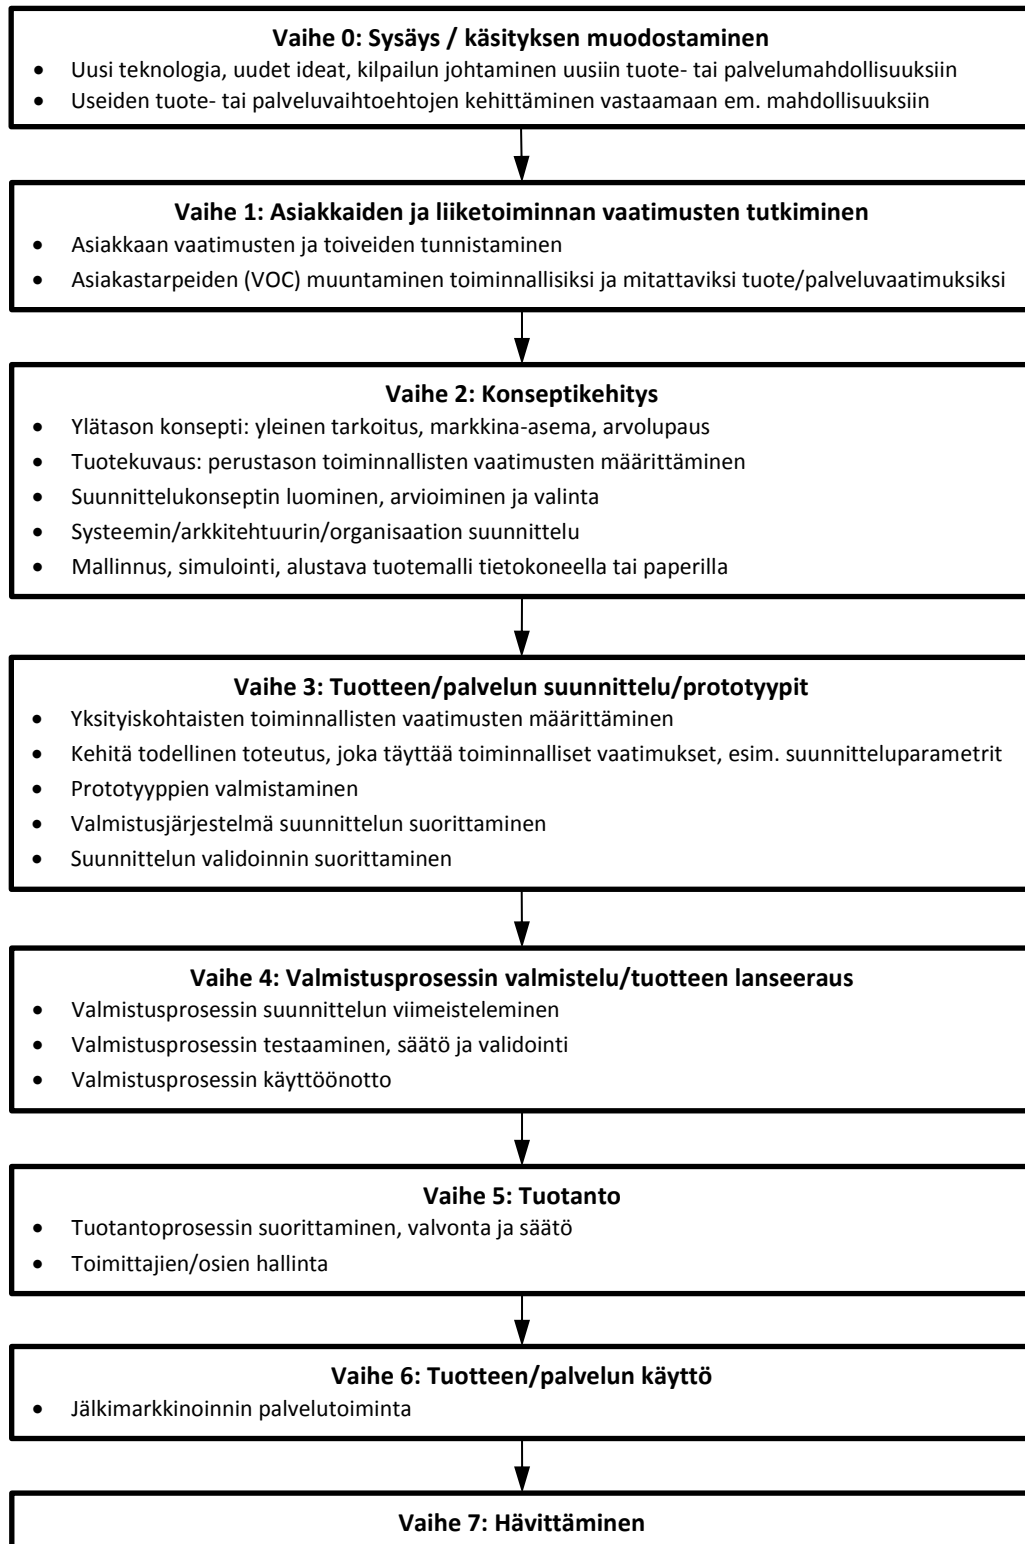 Vaihe 0: Sysäys / käsityksen muodostaminen
• Uusi teknologia, uudet ideat, kilpailun johtaminen uusiin tuote- tai palvelumahdollisuuksiin
• Useiden tuote- tai palveluvaihtoehtojen kehittäminen vastaamaan em. mahdollisuuksiin
Vaihe 1: Asiakkaiden ja liiketoiminnan vaatimusten tutkiminen
• Asiakkaan vaatimusten ja toiveiden tunnistaminen
• Asiakastarpeiden (VOC) muuntaminen toiminnallisiksi ja mitattaviksi tuote/palveluvaatimuksiksi
Vaihe 2: Konseptikehitys
• Ylätason konsepti: yleinen tarkoitus, markkina-asema, arvolupaus
• Tuotekuvaus: perustason toiminnallisten vaatimusten määrittäminen
• Suunnittelukonseptin luominen, arvioiminen ja valinta
• Systeemin/arkkitehtuurin/organisaation suunnittelu
• Mallinnus, simulointi, alustava tuotemalli tietokoneella tai paperilla
Vaihe 3: Tuotteen/palvelun suunnittelu/prototyypit
• Yksityiskohtaisten toiminnallisten vaatimusten määrittäminen
• Kehitä todellinen toteutus, joka täyttää toiminnalliset vaatimukset, esim. suunnitteluparametrit
• Prototyyppien valmistaminen
• Valmistusjärjestelmä suunnittelun suorittaminen
• Suunnittelun validoinnin suorittaminen
Vaihe 4: Valmistusprosessin valmistelu/tuotteen lanseeraus
• Valmistusprosessin suunnittelun viimeisteleminen
• Valmistusprosessin testaaminen, säätö ja validointi
• Valmistusprosessin käyttöönotto
Vaihe 5: Tuotanto
• Tuotantoprosessin suorittaminen, valvonta ja säätö
• Toimittajien/osien hallinta
Vaihe 6: Tuotteen/palvelun käyttö
• Jälkimarkkinoinnin palvelutoiminta
Vaihe 7: Hävittäminen